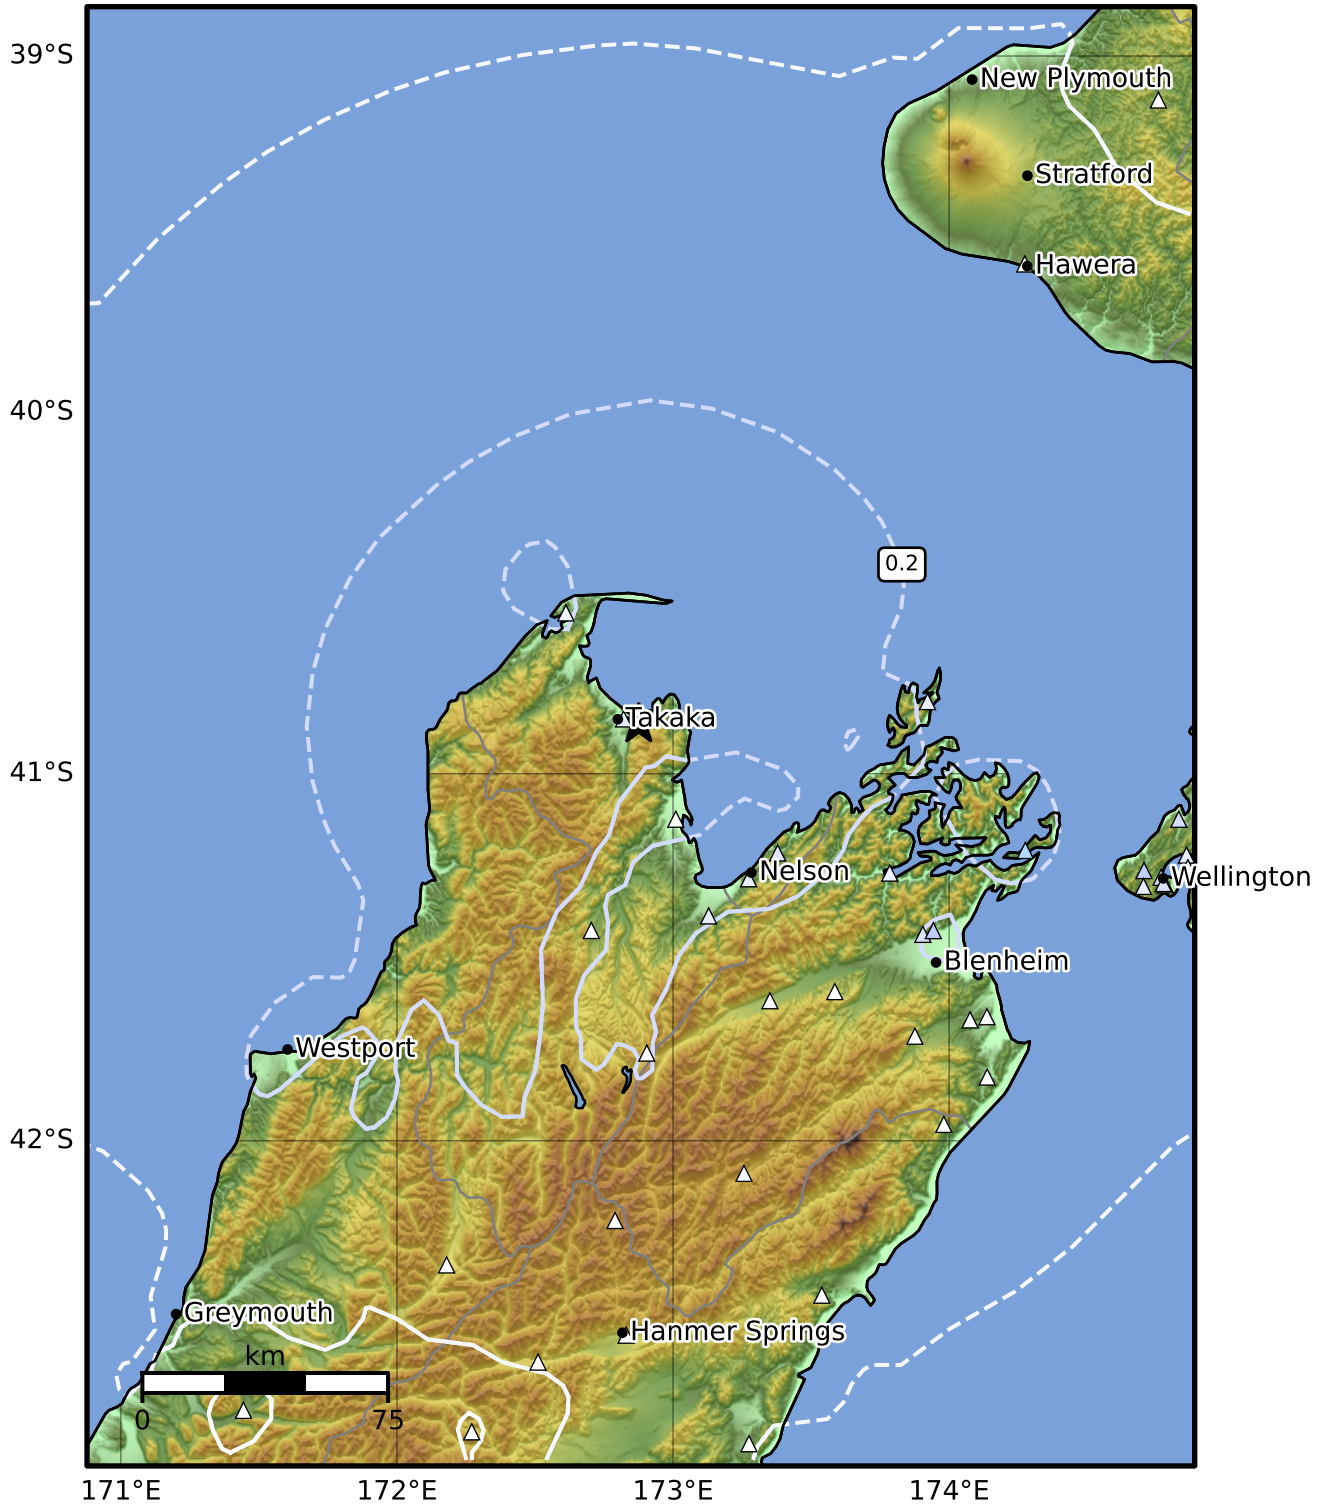 39°S
New Plymouth
Stratford
Hawera
40°S
0.2
Takaka
41°S
Nelson
Wellington
Blenheim
Westport
42°S
Greymouth
Hanmer Springs
km
0 75
171°E 172°E 173°E 174°E